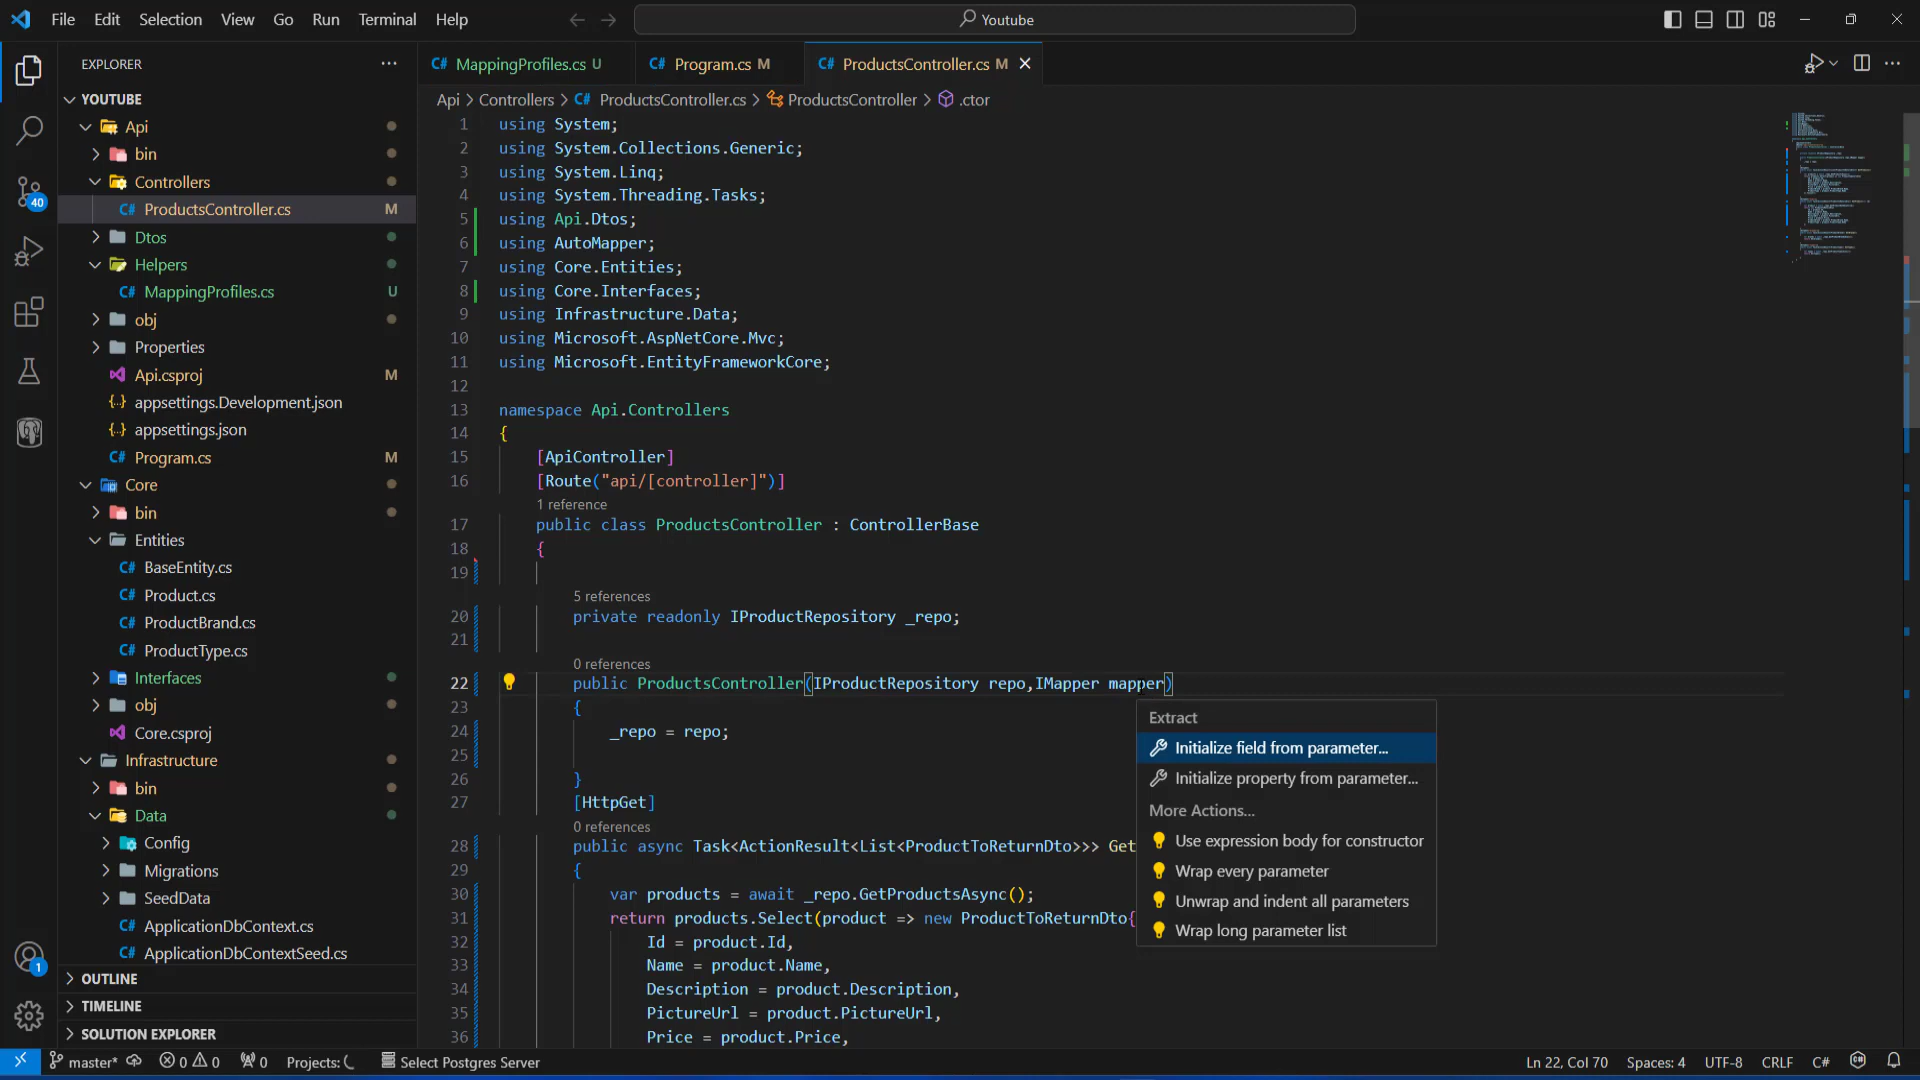 File Edit Selection View Go Run Terminal Help
Youtube
EXPLORER
YOUTUBE
Api
bin
Controllers
C# ProductsController.cs M
Dtos
Helpers
C# MappingProfiles.cs U
obj
Properties
Api.csproj M
{} appsettings.Development.json
{} appsettings.json
C# Program.cs M
Core
bin
Entities
C# BaseEntity.cs
C# Product.cs
C# ProductBrand.cs
C# ProductType.cs
Interfaces
obj
Core.csproj
Infrastructure
bin
Data
Config
Migrations
SeedData
C# ApplicationDbContext.cs
C# ApplicationDbContextSeed.cs
OUTLINE
TIMELINE
SOLUTION EXPLORER
40
1
C# MappingProfiles.cs U C# Program.cs M C# ProductsController.cs M
Api > Controllers > C# ProductsController.cs > ProductsController > .ctor
1 using System;
2 using System.Collections.Generic;
3 using System.Linq;
4 using System.Threading.Tasks;
5 using Api.Dtos;
6 using AutoMapper;
7 using Core.Entities;
8 using Core.Interfaces;
9 using Infrastructure.Data;
10 using Microsoft.AspNetCore.Mvc;
11 using Microsoft.EntityFrameworkCore;
12
13 namespace Api.Controllers
14 {
15 [ApiController]
16 [Route("api/[controller]")]
1 reference
17 public class ProductsController : ControllerBase
18 {
19
5 references
20 private readonly IProductRepository _repo;
21
0 references
22 public ProductsController(IProductRepository repo,IMapper mapper)
23 {
24 _repo = repo;
25
26 }
27 [HttpGet]
0 references
28 public async Task<ActionResult<List<ProductToReturnDto>>> Get
29 {
30 var products = await _repo.GetProductsAsync();
31 return products.Select(product => new ProductToReturnDto{
32 Id = product.Id,
33 Name = product.Name,
34 Description = product.Description,
35 PictureUrl = product.PictureUrl,
36 Price = product.Price,
Extract
Initialize field from parameter...
Initialize property from parameter...
More Actions...
Use expression body for constructor
Wrap every parameter
Unwrap and indent all parameters
Wrap long parameter list
master* 0 0 0 Projects: Select Postgres Server Ln 22, Col 70 Spaces: 4 UTF-8 CRLF C#